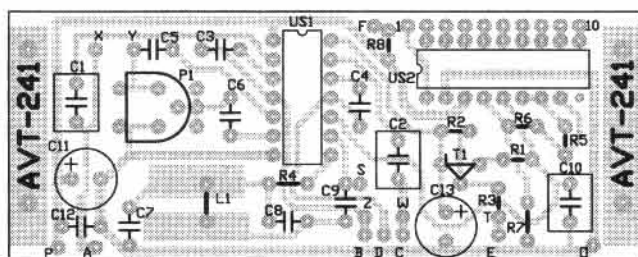 AVT-241
X
Y
C5
C3
US1
F
1
10
R8
US2
C1
P1
C6
C4
C2
R2
R6
R5
C11
T1
R1
C10
S
R4
C9
C13
R3
L1
Z
W
T
R7
C12
C7
C8
P
A
B
D
C
E
O
AVT-241